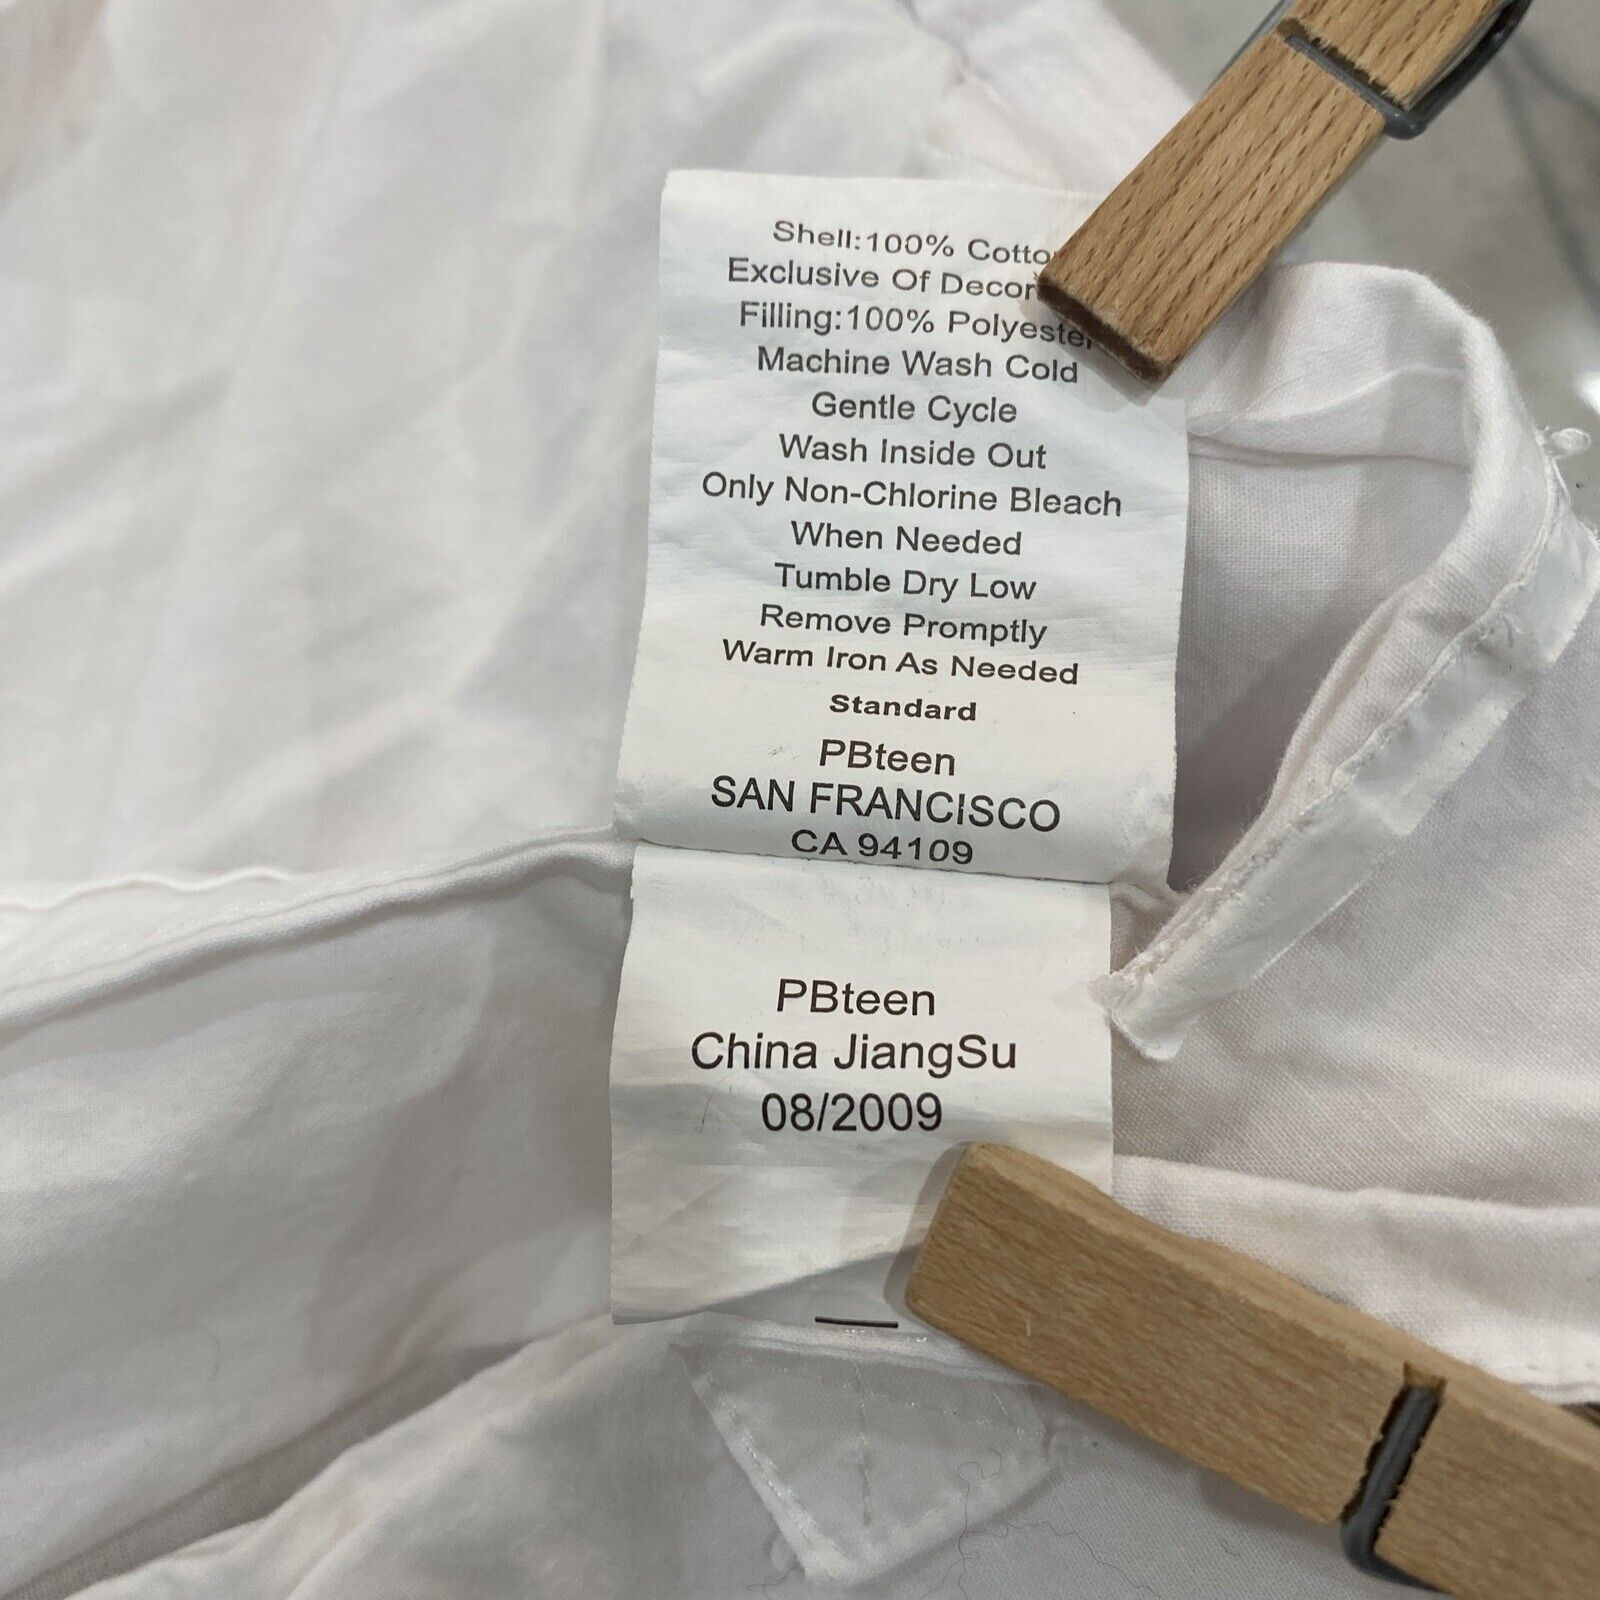 Shell:100% Cotto
Exclusive Of Decor
Filling:100% Polyester
Machine Wash Cold
Gentle Cycle
Wash Inside Out
Only Non-Chlorine Bleach
When Needed
Tumble Dry Low
Remove Promptly
Warm Iron As Needed
Standard
PBteen
SAN FRANCISCO
CA 94109
PBteen
China JiangSu
08/2009